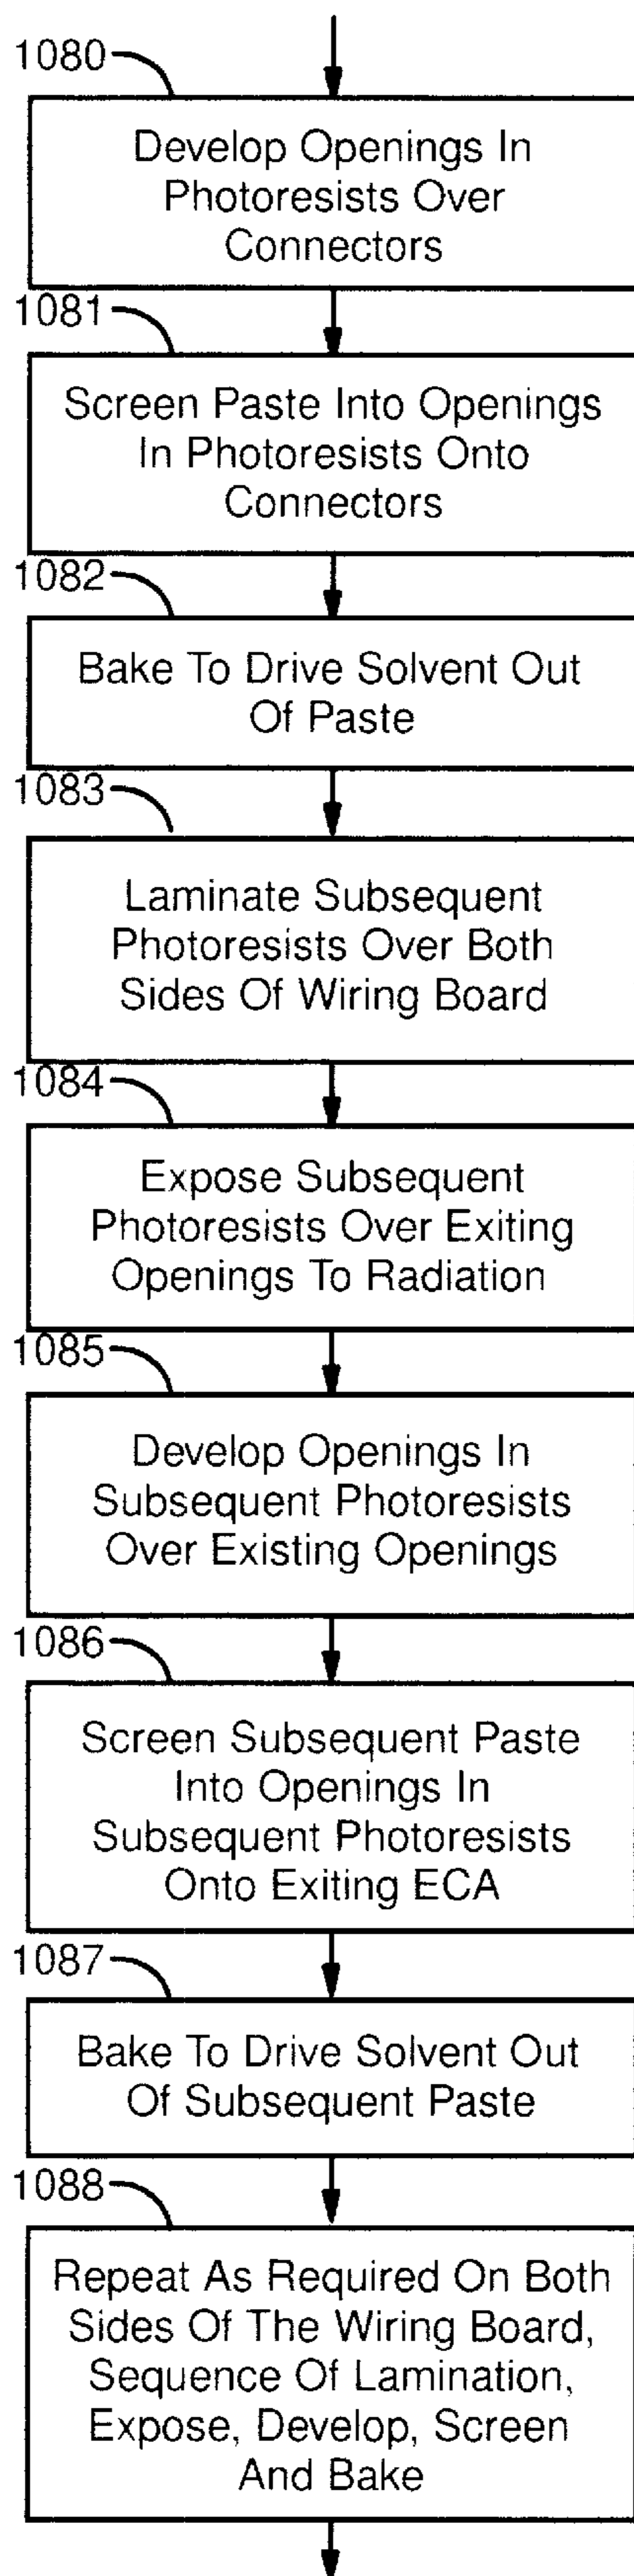 1080
Develop Openings In
Photoresists Over
Connectors
1081
Screen Paste Into Openings
In Photoresists Onto
Connectors
1082
Bake To Drive Solvent Out
Of Paste
1083
Laminate Subsequent
Photoresists Over Both
Sides Of Wiring Board
1084
Expose Subsequent
Photoresists Over Exiting
Openings To Radiation
1085
Develop Openings In
Subsequent Photoresists
Over Existing Openings
1086
Screen Subsequent Paste
Into Openings In
Subsequent Photoresists
Onto Exiting ECA
1087
Bake To Drive Solvent Out
Of Subsequent Paste
1088
Repeat As Required On Both
Sides Of The Wiring Board,
Sequence Of Lamination,
Expose, Develop, Screen
And Bake